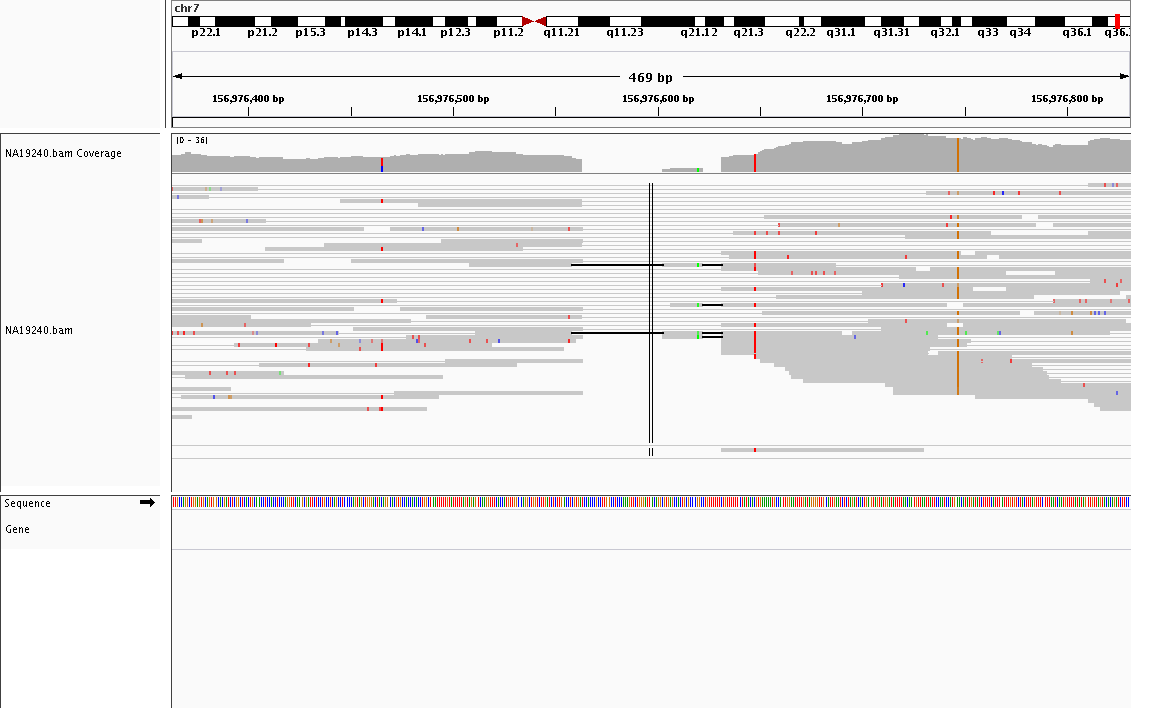 chr7
p22.1 p21.2 p15.3 p14.3 p14.1 p12.3 p11.2 q11.21 q11.23 q21.12 q21.3 q22.2 q31.1 q31.31 q32.1 q33 q34 q36.1 q36.
469 bp
156,976,400 bp 156,976,500 bp 156,976,600 bp 156,976,700 bp 156,976,800 bp
[0 - 36]
NA19240.bam Coverage
NA19240.bam
Sequence
Gene